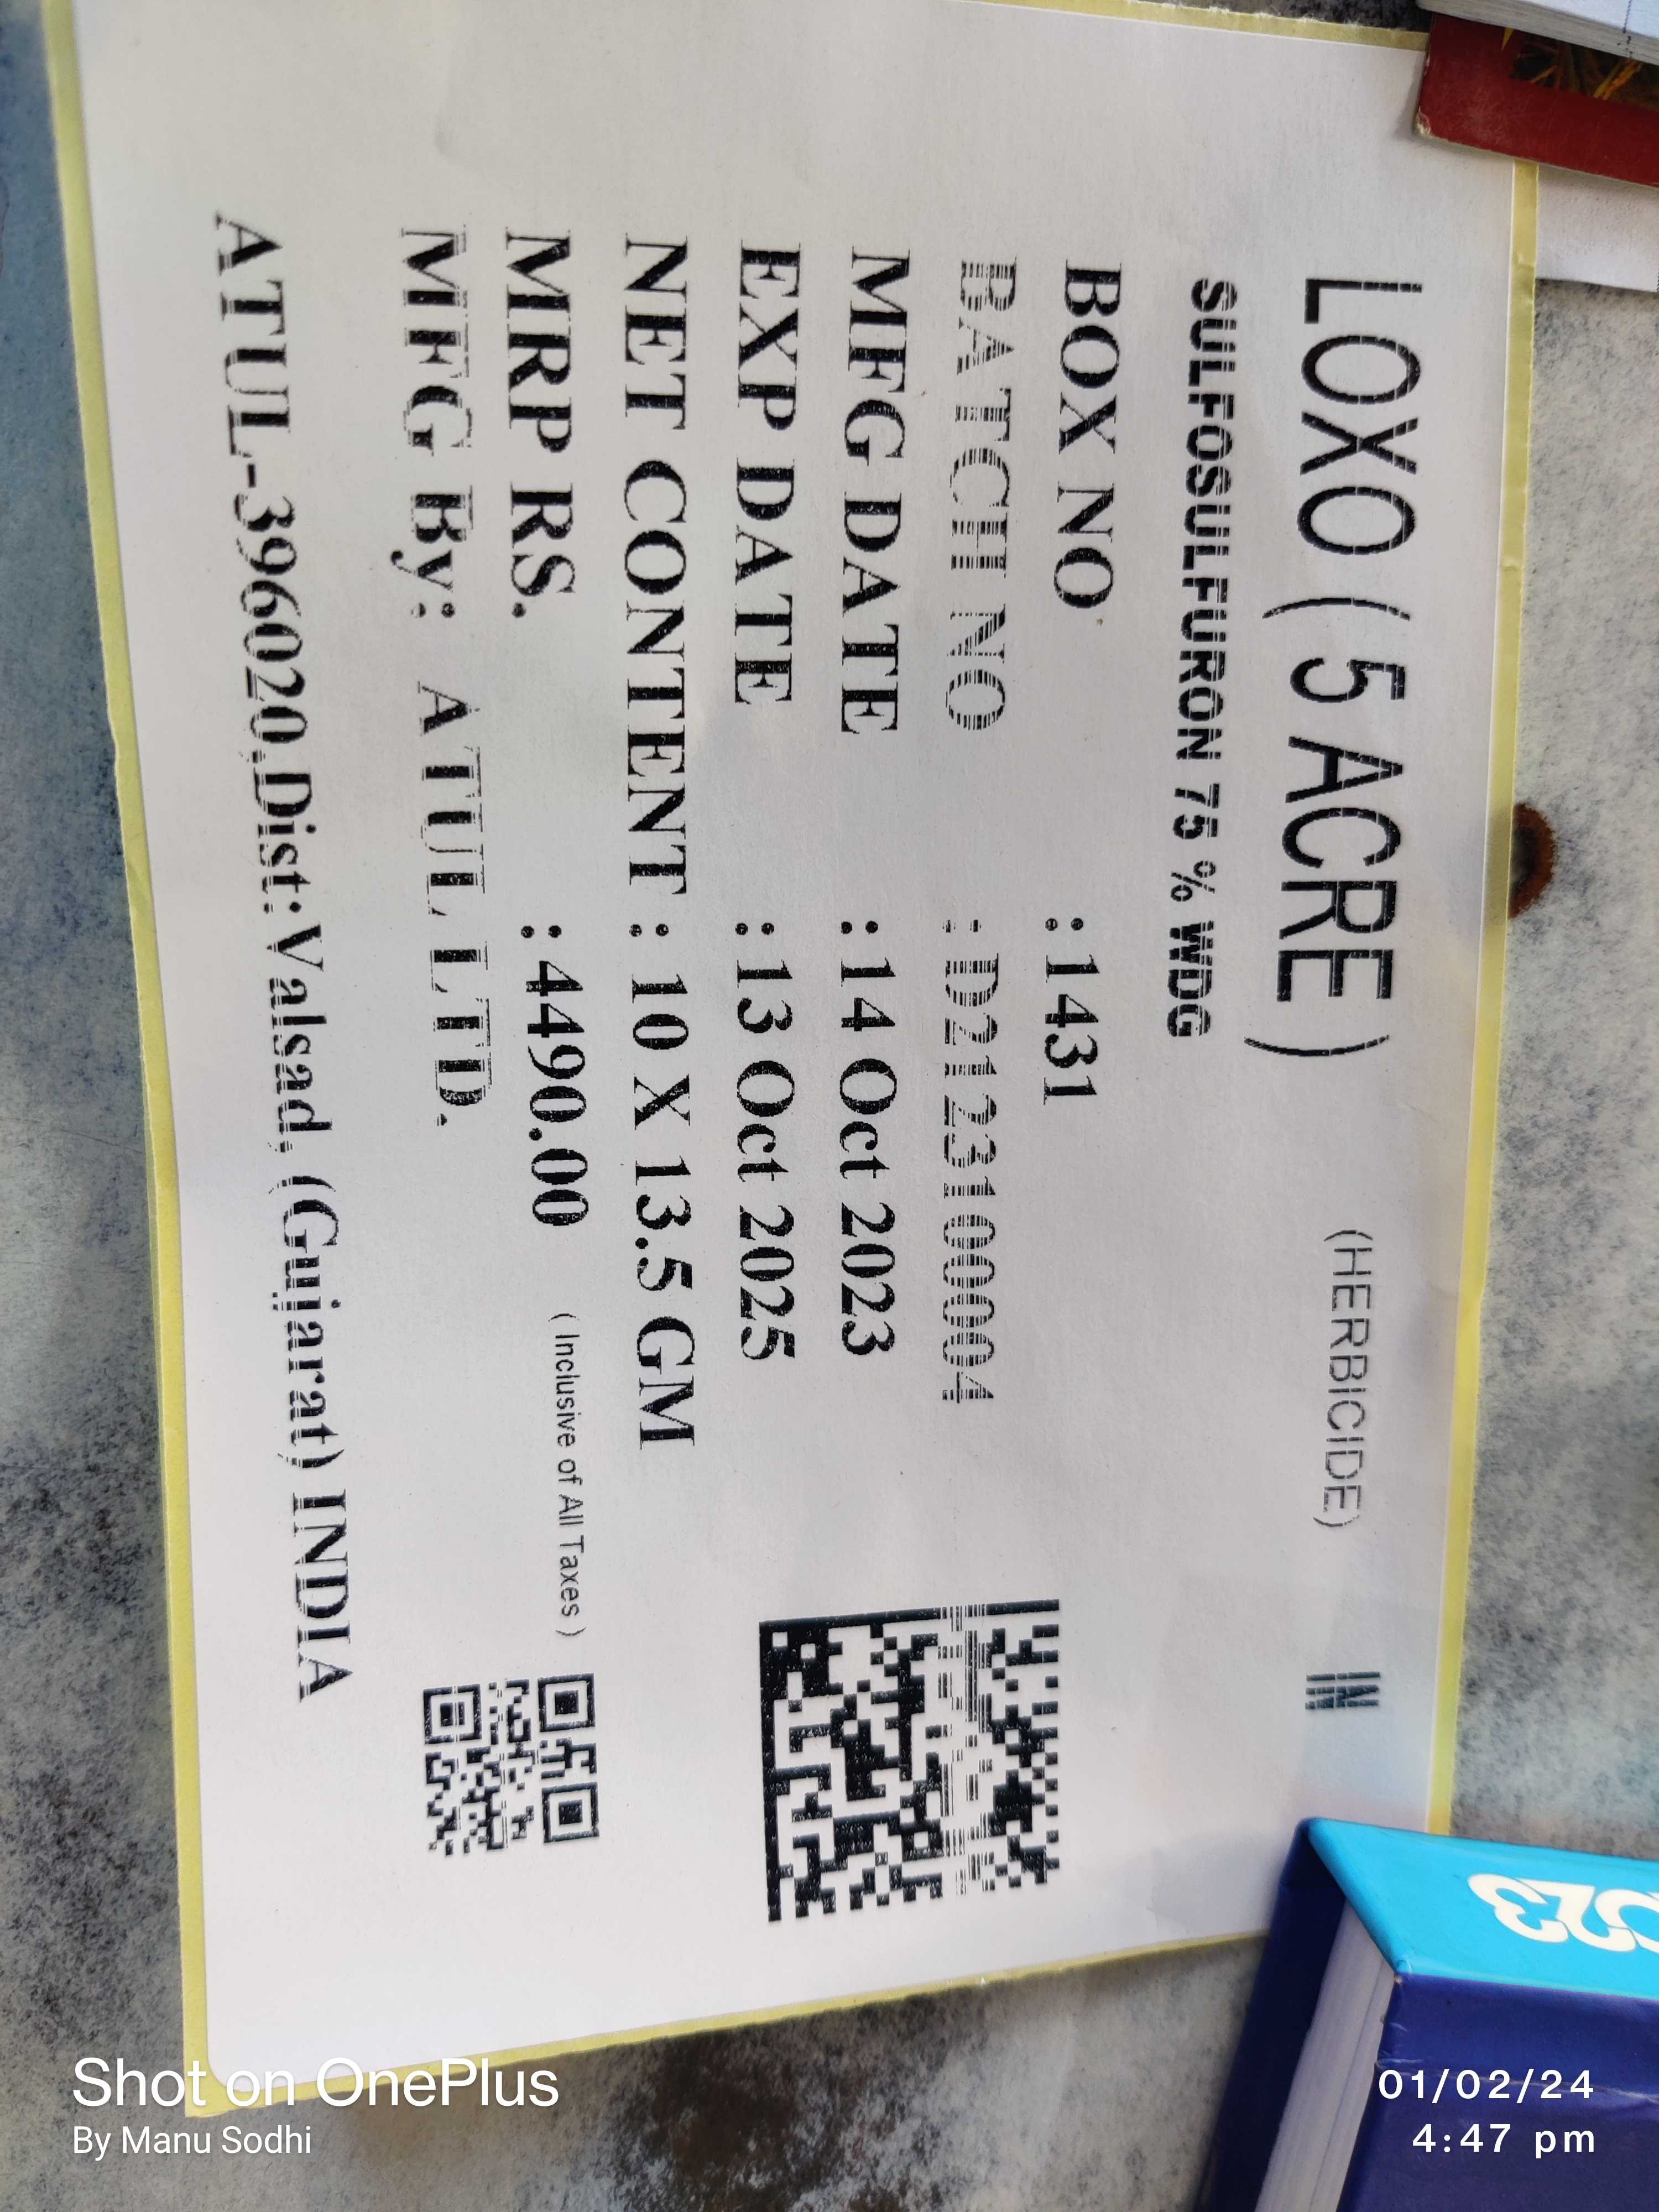 LOXO ( 5 ACRE ) (HERBICIDE) IN
SULFOSULFURON 75 % WDG
BOX NO :1431
BATCH NO :D2123100004
MFG DATE :14 Oct 2023
EXP DATE :13 Oct 2025
NET CONTENT : 10 X 13.5 GM
MRP RS. :4490.00 ( Inclusive of All Taxes )
MFG By: ATUL LTD.
ATUL-396020,Dist:Valsad, (Gujarat) INDIA
023
Shot on OnePlus
By Manu Sodhi
01/02/24
4:47 pm